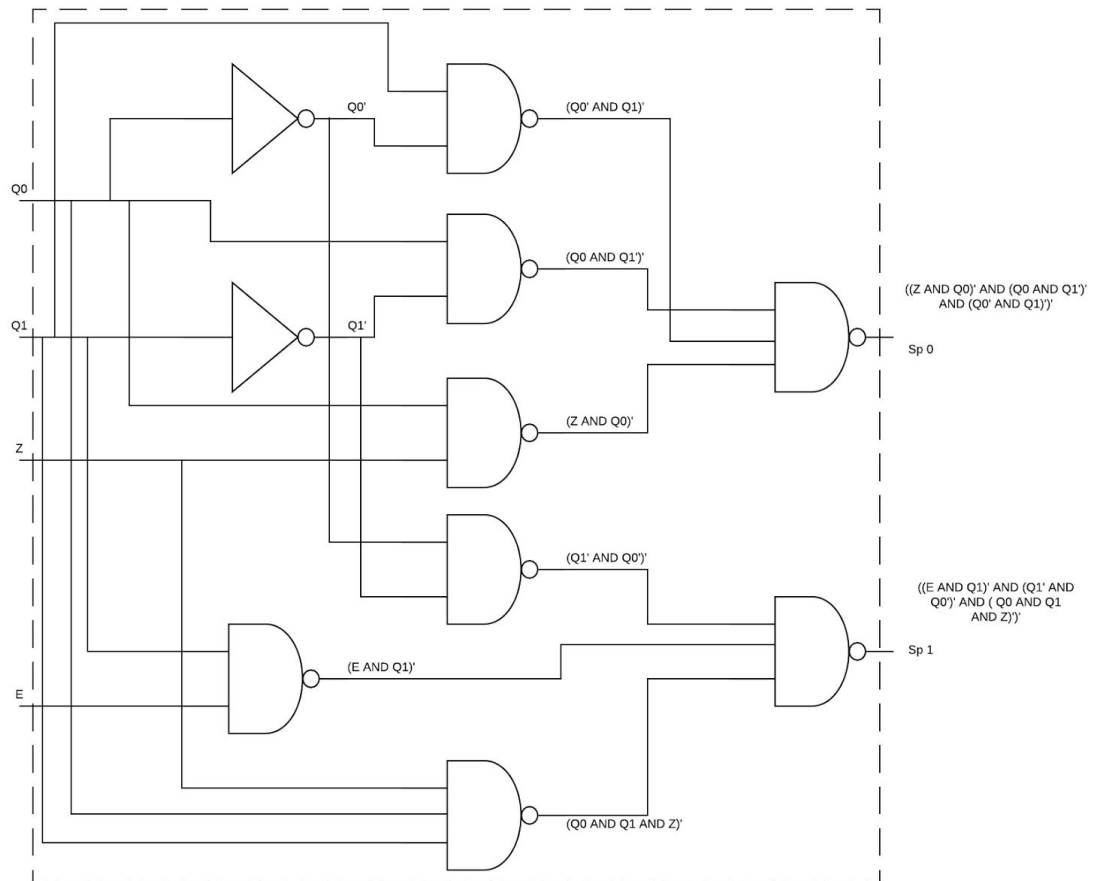 Q0'
(Q0' AND Q1)'
Q0
(Q0 AND Q1')'
((Z AND Q0)' AND (Q0 AND Q1')'
AND (Q0' AND Q1)')'
Q1
Q1'
Sp 0
(Z AND Q0)'
Z
(Q1' AND Q0')'
((E AND Q1)' AND (Q1' AND
Q0')' AND ( Q0 AND Q1
AND Z)')'
Sp 1
(E AND Q1)'
E
(Q0 AND Q1 AND Z)'